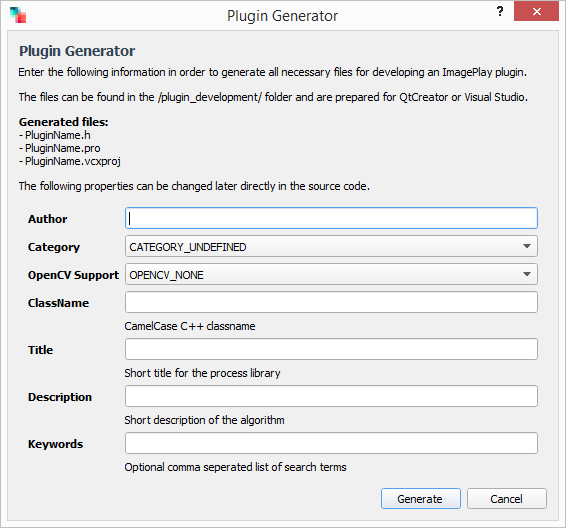 Plugin Generator
?
Plugin Generator
Enter the following information in order to generate all necessary files for developing an ImagePlay plugin.
The files can be found in the /plugin_development/ folder and are prepared for QtCreator or Visual Studio.
Generated files:
- PluginName.h
- PluginName.pro
- PluginName.vcxproj
The following properties can be changed later directly in the source code.
Author
Category CATEGORY_UNDEFINED
OpenCV Support OPENCV_NONE
ClassName
CamelCase C++ classname
Title
Short title for the process library
Description
Short description of the algorithm
Keywords
Optional comma seperated list of search terms
Generate Cancel